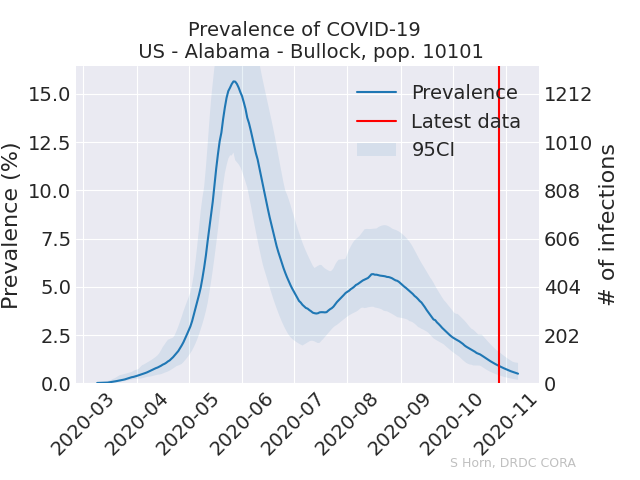 Prevalence of COVID-19
US - Alabama - Bullock, pop. 10101
Prevalence (%)
15.0
12.5
10.0
7.5
5.0
2.5
0.0
Prevalence
Latest data
95CI
1212
1010
808
606
404
202
0
# of infections
2020-03
2020-04
2020-05
2020-06
2020-07
2020-08
2020-09
2020-10
2020-11
S Horn, DRDC CORA